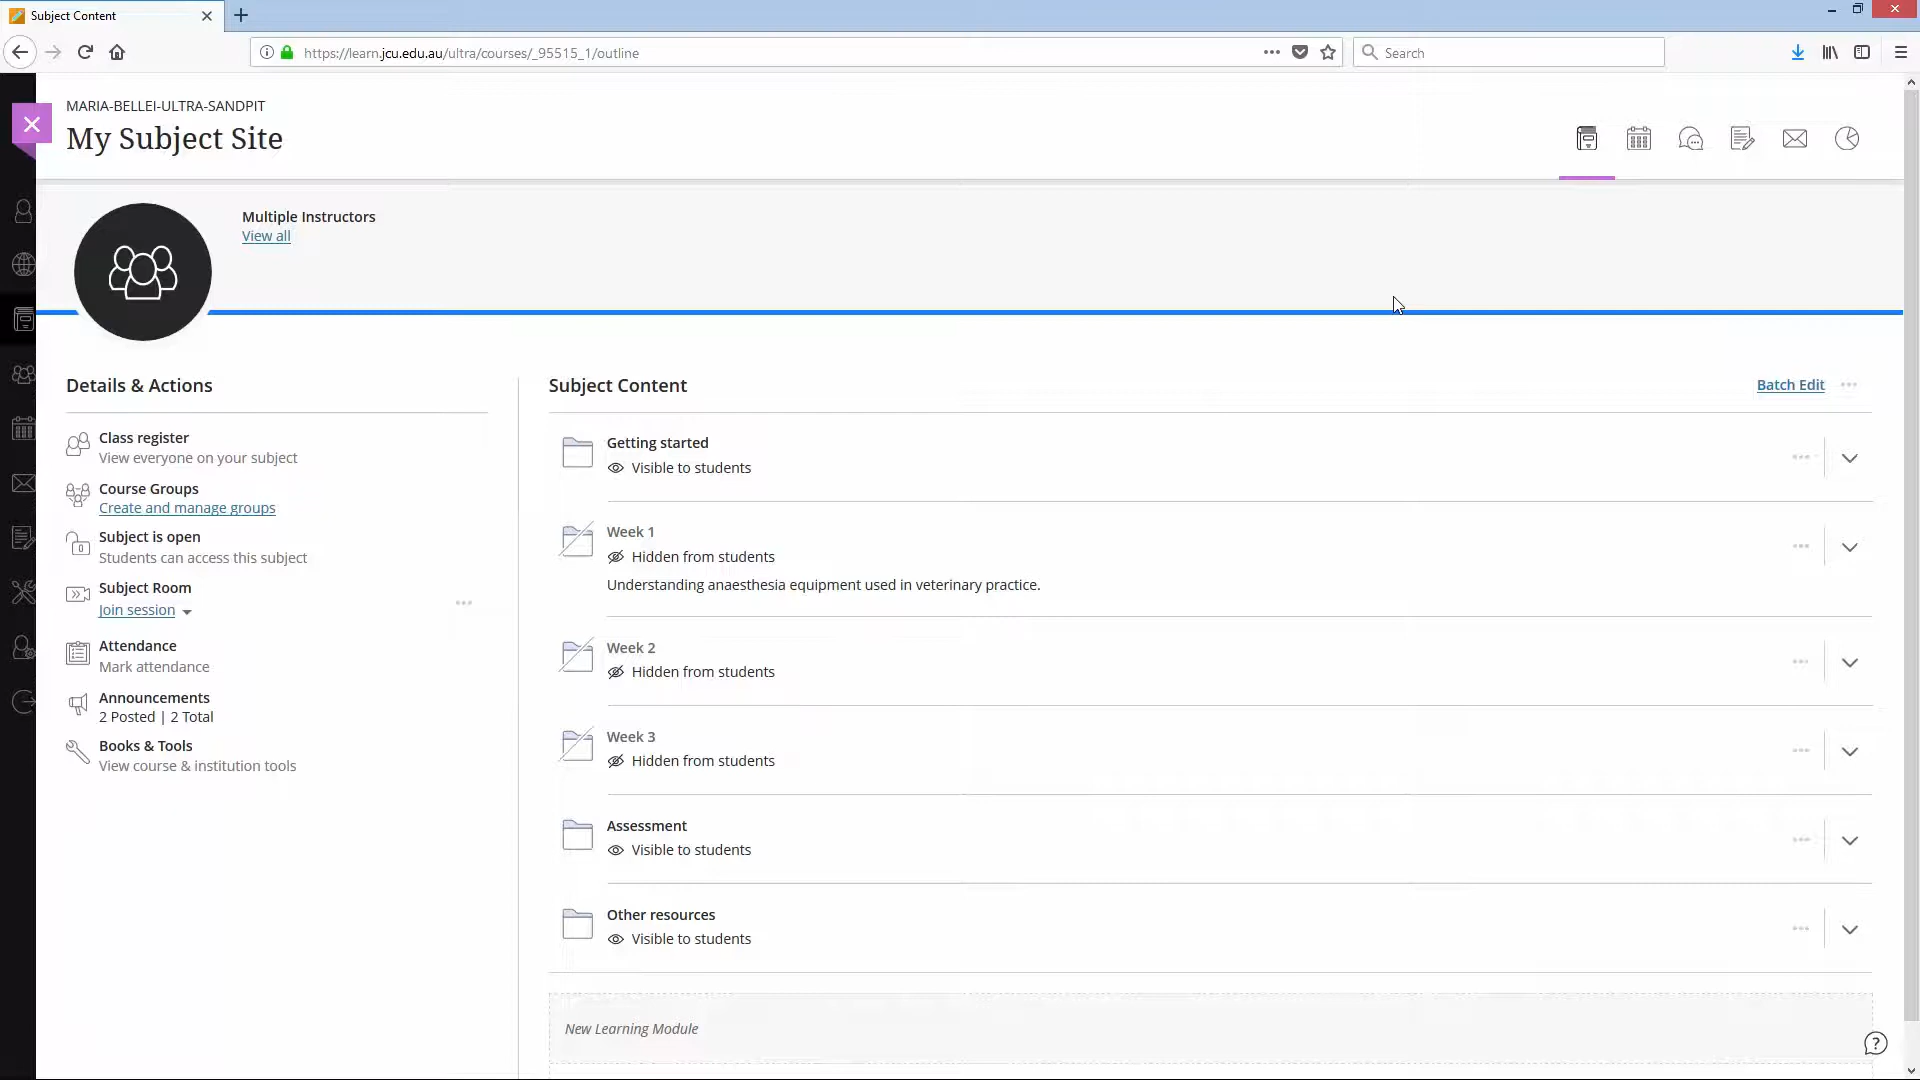 Subject Content
https://learn.jcu.edu.au/ultra/courses/_95515_1/outline
Search
MARIA-BELLEI-ULTRA-SANDPIT
My Subject Site
Multiple Instructors
View all
Details & Actions
Class register
View everyone on your subject
Course Groups
Create and manage groups
Subject is open
Students can access this subject
Subject Room
Join session
Attendance
Mark attendance
Announcements
2 Posted | 2 Total
Books & Tools
View course & institution tools
Subject Content
Batch Edit
Getting started
Visible to students
Week 1
Hidden from students
Understanding anaesthesia equipment used in veterinary practice.
Week 2
Hidden from students
Week 3
Hidden from students
Assessment
Visible to students
Other resources
Visible to students
New Learning Module